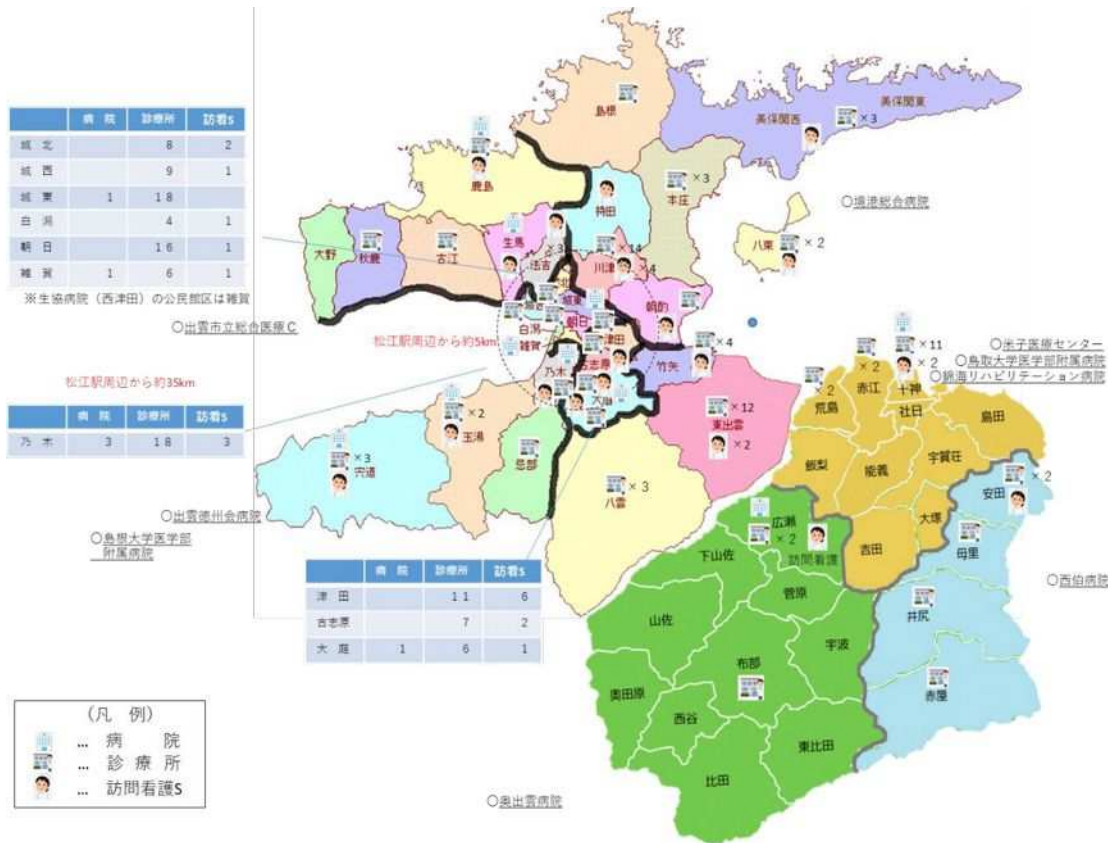 病 院 診療所 訪看S
城 北 8 2
城 西 9 1
城 東 1 18
白 潟 4 1
朝 日 16 1
雑 賀 1 6 1
※生協病院（西津田）の公民館区は雑賀
○出雲市立総合医療C
松江駅周辺から約35km
松江駅周辺から約5km
病 院 診療所 訪看S
乃 木 3 18 3
○出雲徳州会病院
○島根大学医学部
附属病院
病 院 診療所 訪看S
津 田 11 6
古志原 7 2
大 庭 1 6 1
(凡 例)
… 病 院
… 診 療 所
… 訪問看護S
島根
美保関東
美保関西
×3
鹿島
持田
本庄
×3
○境港総合病院
八束
×2
大野
秋鹿
古江
生馬
法吉
×3
川津
×14
×4
城東
朝酌
白潟
朝日
雑賀
津田
乃木
古志原
竹矢
×4
大庭
東出雲
×12
×2
玉湯
×2
宍道
×3
忌部
八雲
×3
×11
×2
○米子医療センター
○鳥取大学医学部附属病院
○錦海リハビリテーション病院
荒島
×2
赤江
×2
十神
社日
島田
飯梨
能義
宇賀荘
大塚
吉田
安田
×2
母里
井尻
赤屋
○西伯病院
広瀬
×2
訪問看護
下山佐
菅原
山佐
宇波
布部
奥田原
西谷
東比田
比田
○奥出雲病院